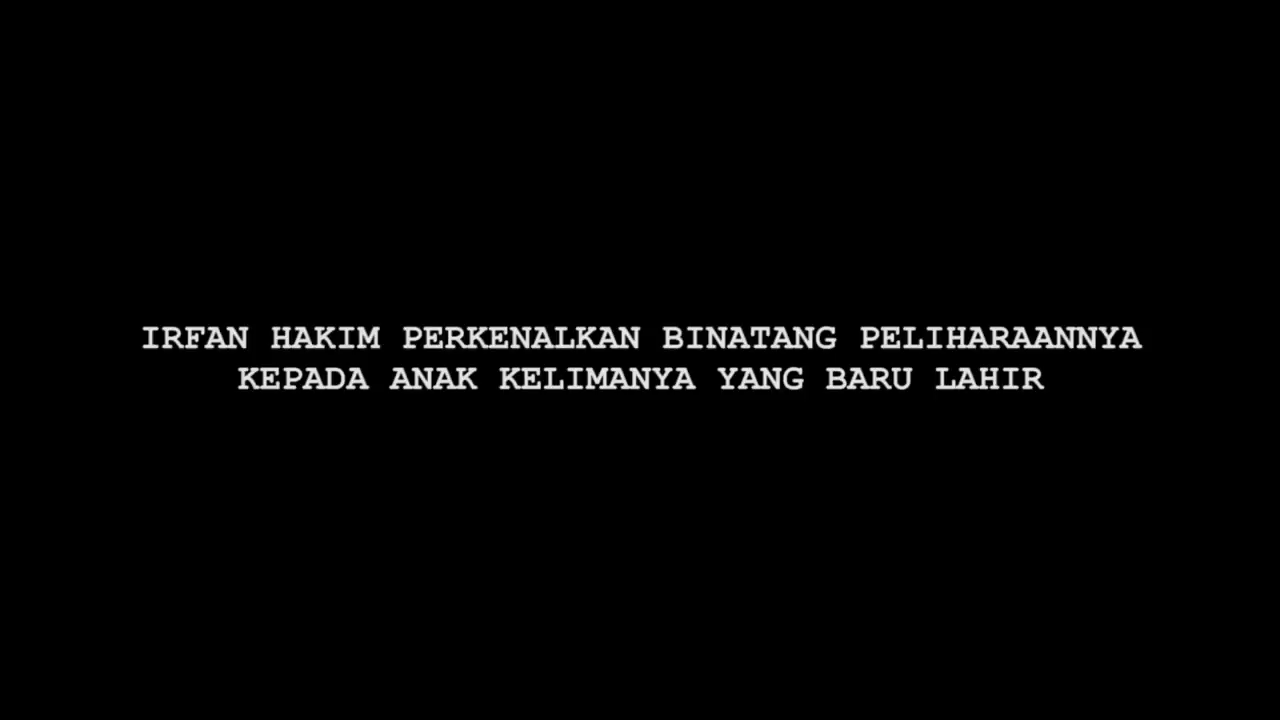 IRFAN HAKIM PERKENALKAN BINATANG PELIHARAANNYA
KEPADA ANAK KELIMANYA YANG BARU LAHIR